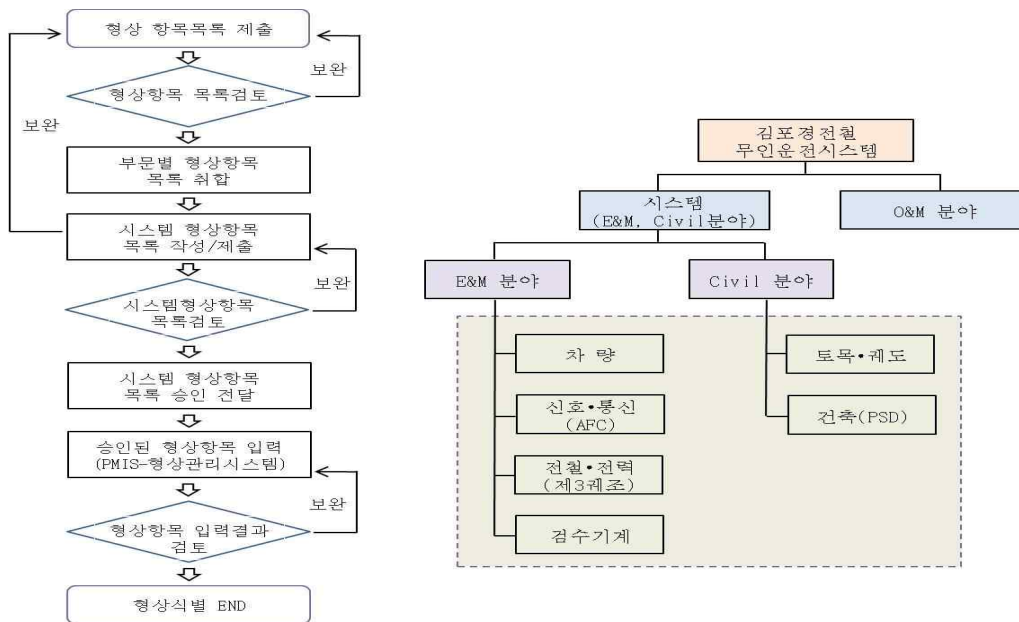 형상 항목목록 제출
보완
형상항목 목록검토
보완
부문별 형상항목
목록 취합
시스템 형상항목
목록 작성/제출
보완
시스템형상항목
목록검토
시스템 형상항목
목록 승인 전달
승인된 형상항목 입력
(PMIS-형상관리시스템)
보완
형상항목 입력결과
검토
형상식별 END
김포경전철
무인운전시스템
시스템
(E&M, Civil분야)
O&M 분야
E&M 분야
Civil 분야
차 량
신호•통신
(AFC)
전철•전력
(제3궤조)
검수기계
토목•궤도
건축(PSD)